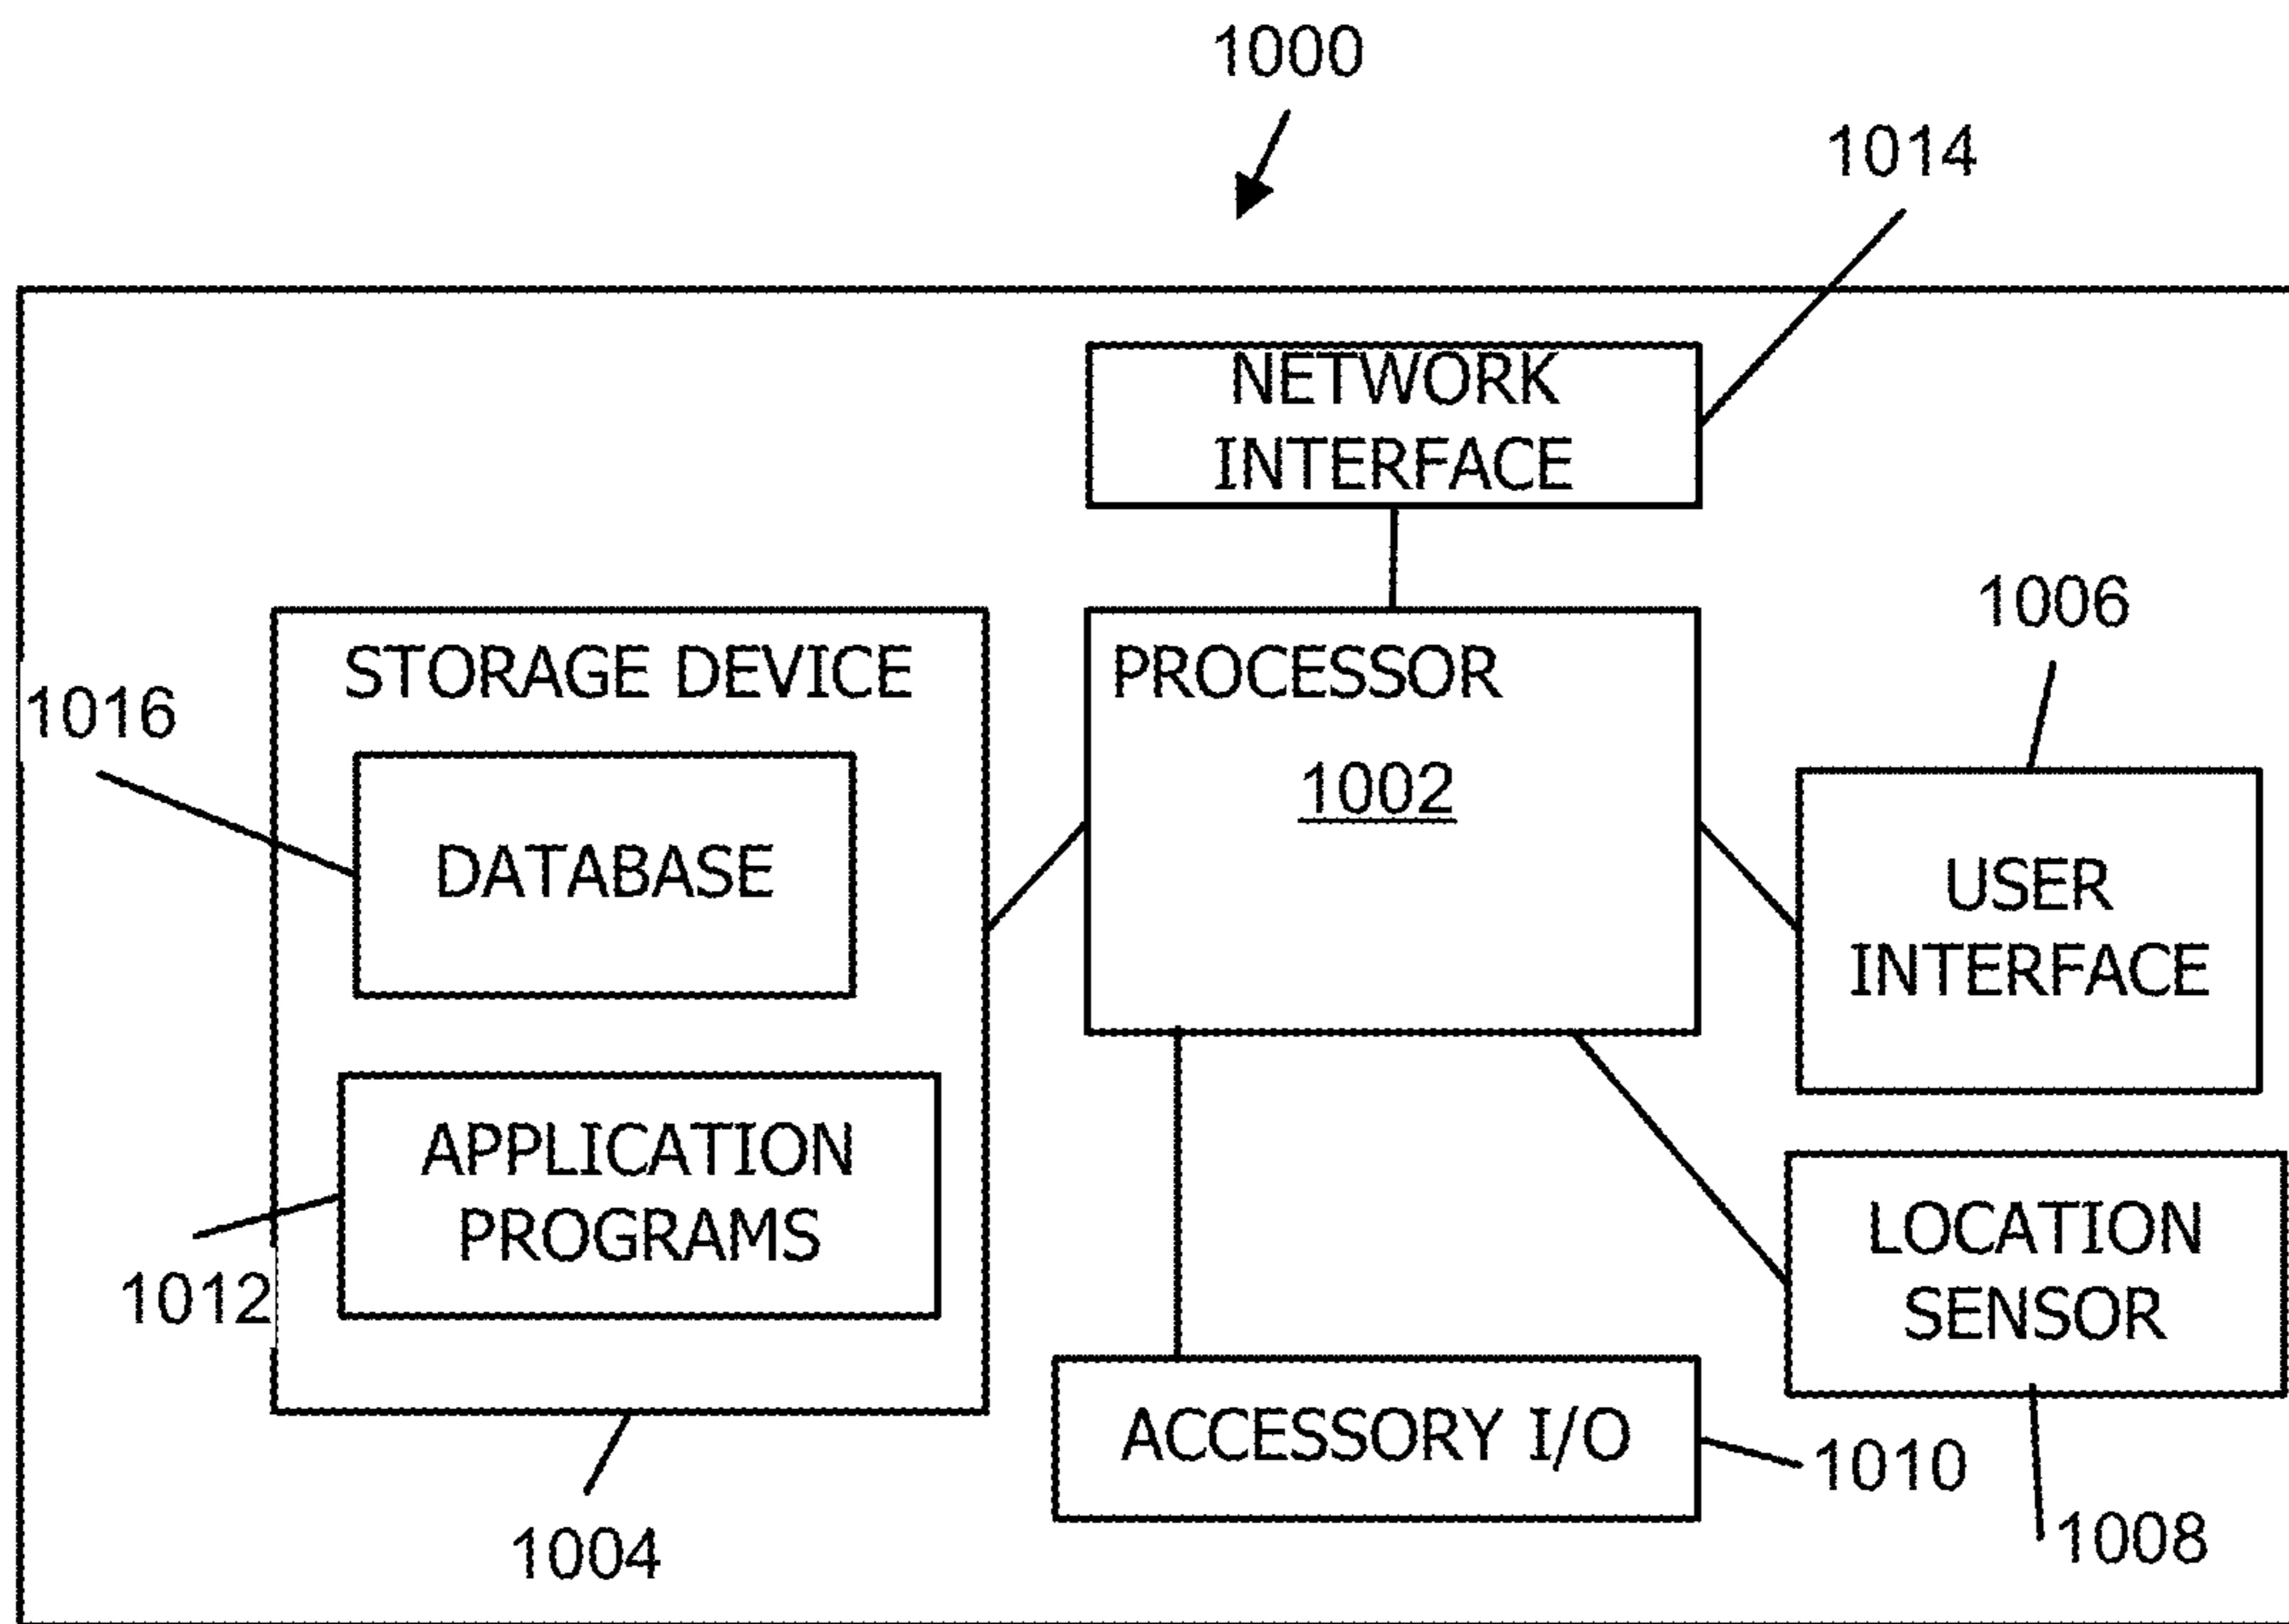 1000
1014
NETWORK
INTERFACE
1006
STORAGE DEVICE
PROCESSOR
1016
1002
DATABASE
USER
INTERFACE
APPLICATION
PROGRAMS
LOCATION
SENSOR
1012
ACCESSORY I/O
1010
1004
1008